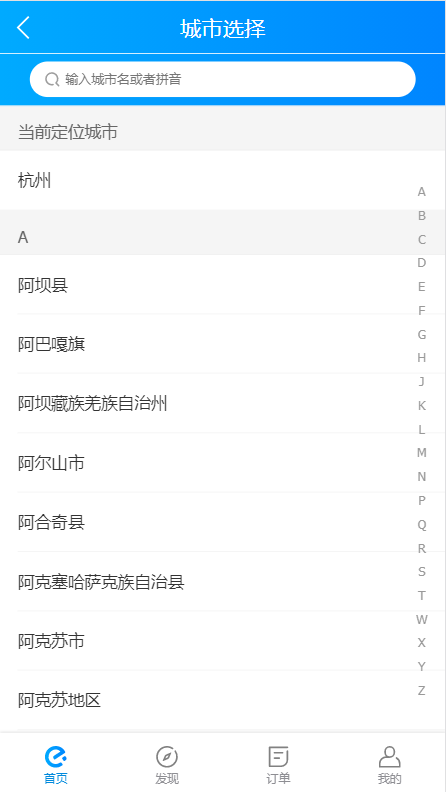 城市选择
输入城市名或者拼音
当前定位城市
杭州
A
阿坝县
阿巴嘎旗
阿坝藏族羌族自治州
阿尔山市
阿合奇县
阿克塞哈萨克族自治县
阿克苏市
阿克苏地区
A
B
C
D
E
F
G
H
J
K
L
M
N
P
Q
R
S
T
W
X
Y
Z
首页
发现
订单
我的